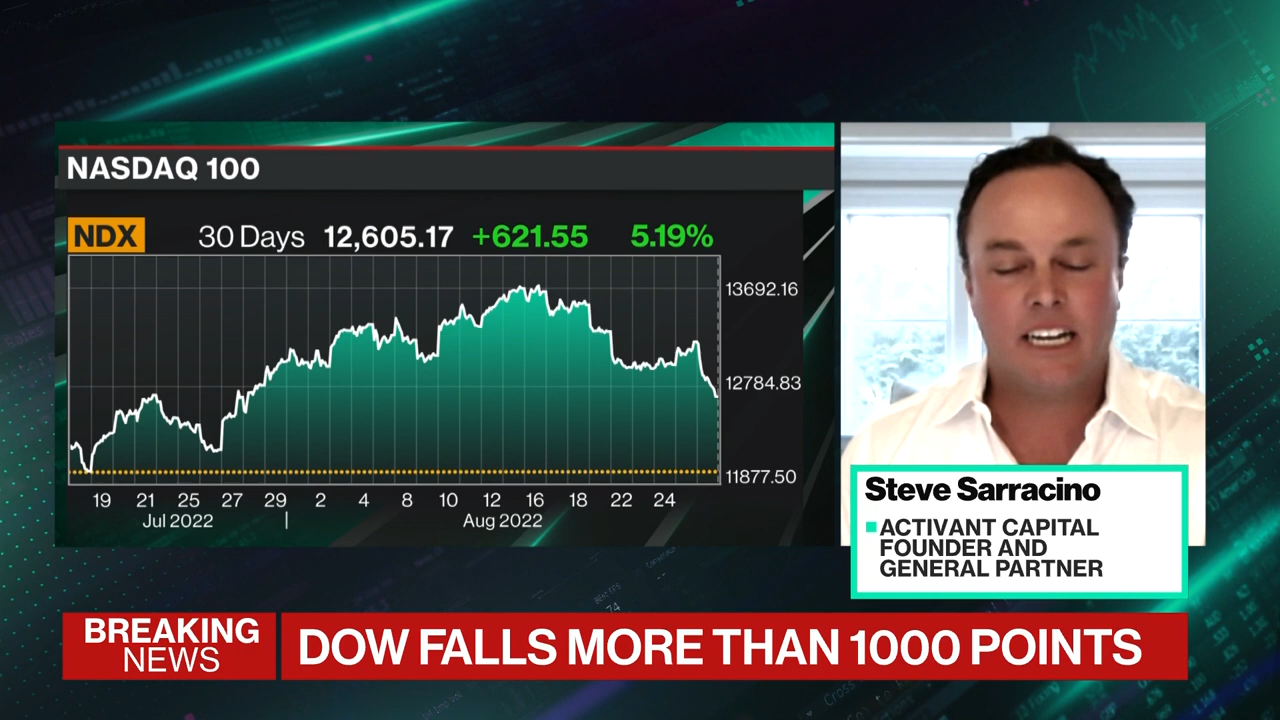 NASDAQ 100
NDX 30 Days 12,605.17 +621.55 5.19%
13692.16
12784.83
11877.50
19 21 25 27 29 2 4 8 10 12 16 18 22 24
Jul 2022 | Aug 2022
Steve Sarracino
ACTIVANT CAPITAL
FOUNDER AND
GENERAL PARTNER
BREAKING
NEWS
DOW FALLS MORE THAN 1000 POINTS